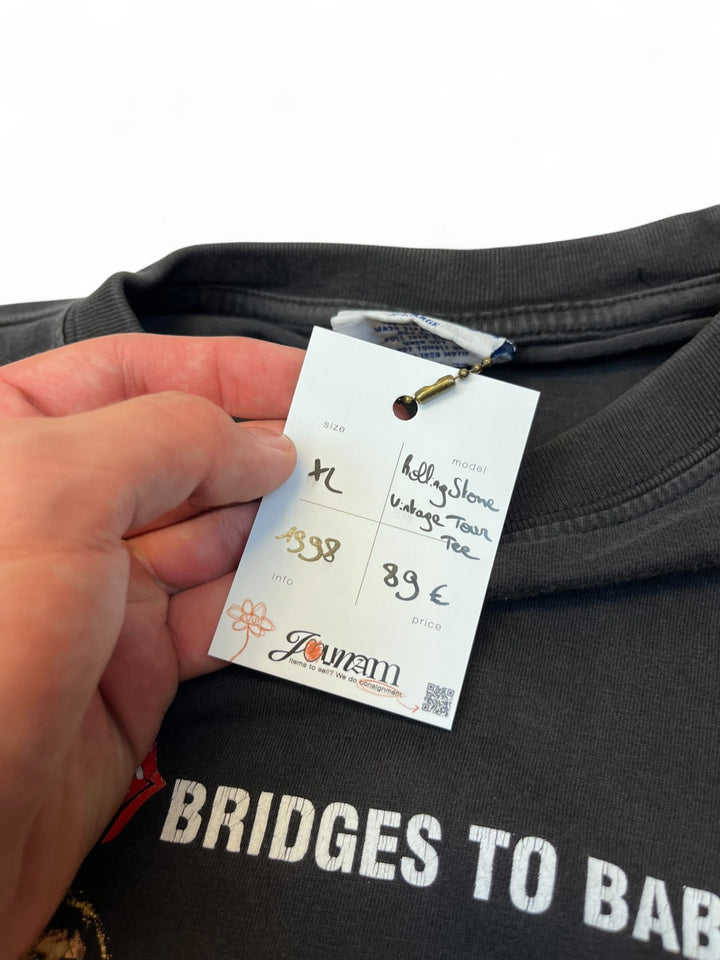 size
XL
model
Rolling Stone
Vintage Tour
Tee
1998
info
89 €
price
Jounam
Items to sell? We do consignment
BRIDGES TO BAB